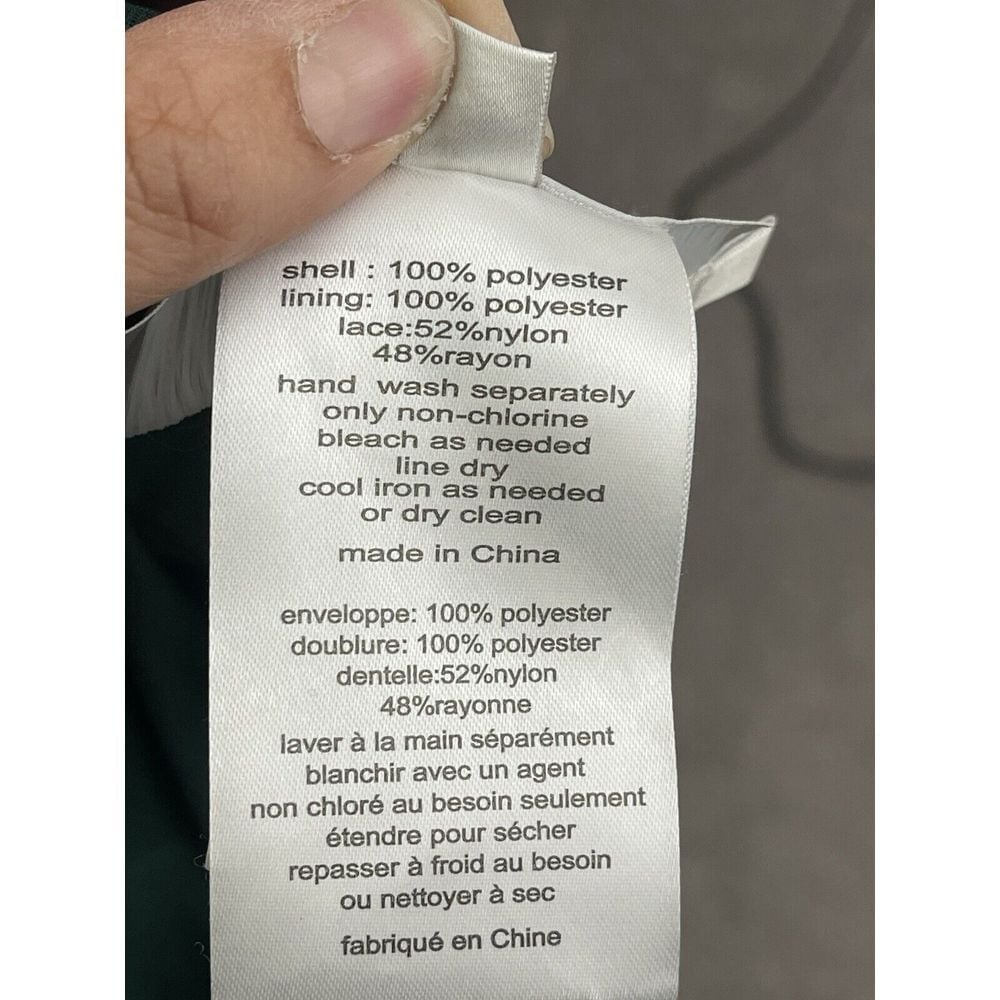 shell : 100% polyester
lining: 100% polyester
lace:52%nylon
48%rayon
hand wash separately
only non-chlorine
bleach as needed
line dry
cool iron as needed
or dry clean
made in China
enveloppe: 100% polyester
doublure: 100% polyester
dentelle:52%nylon
48%rayonne
laver à la main séparément
blanchir avec un agent
non chloré au besoin seulement
étendre pour sécher
repasser à froid au besoin
ou nettoyer à sec
fabriqué en Chine